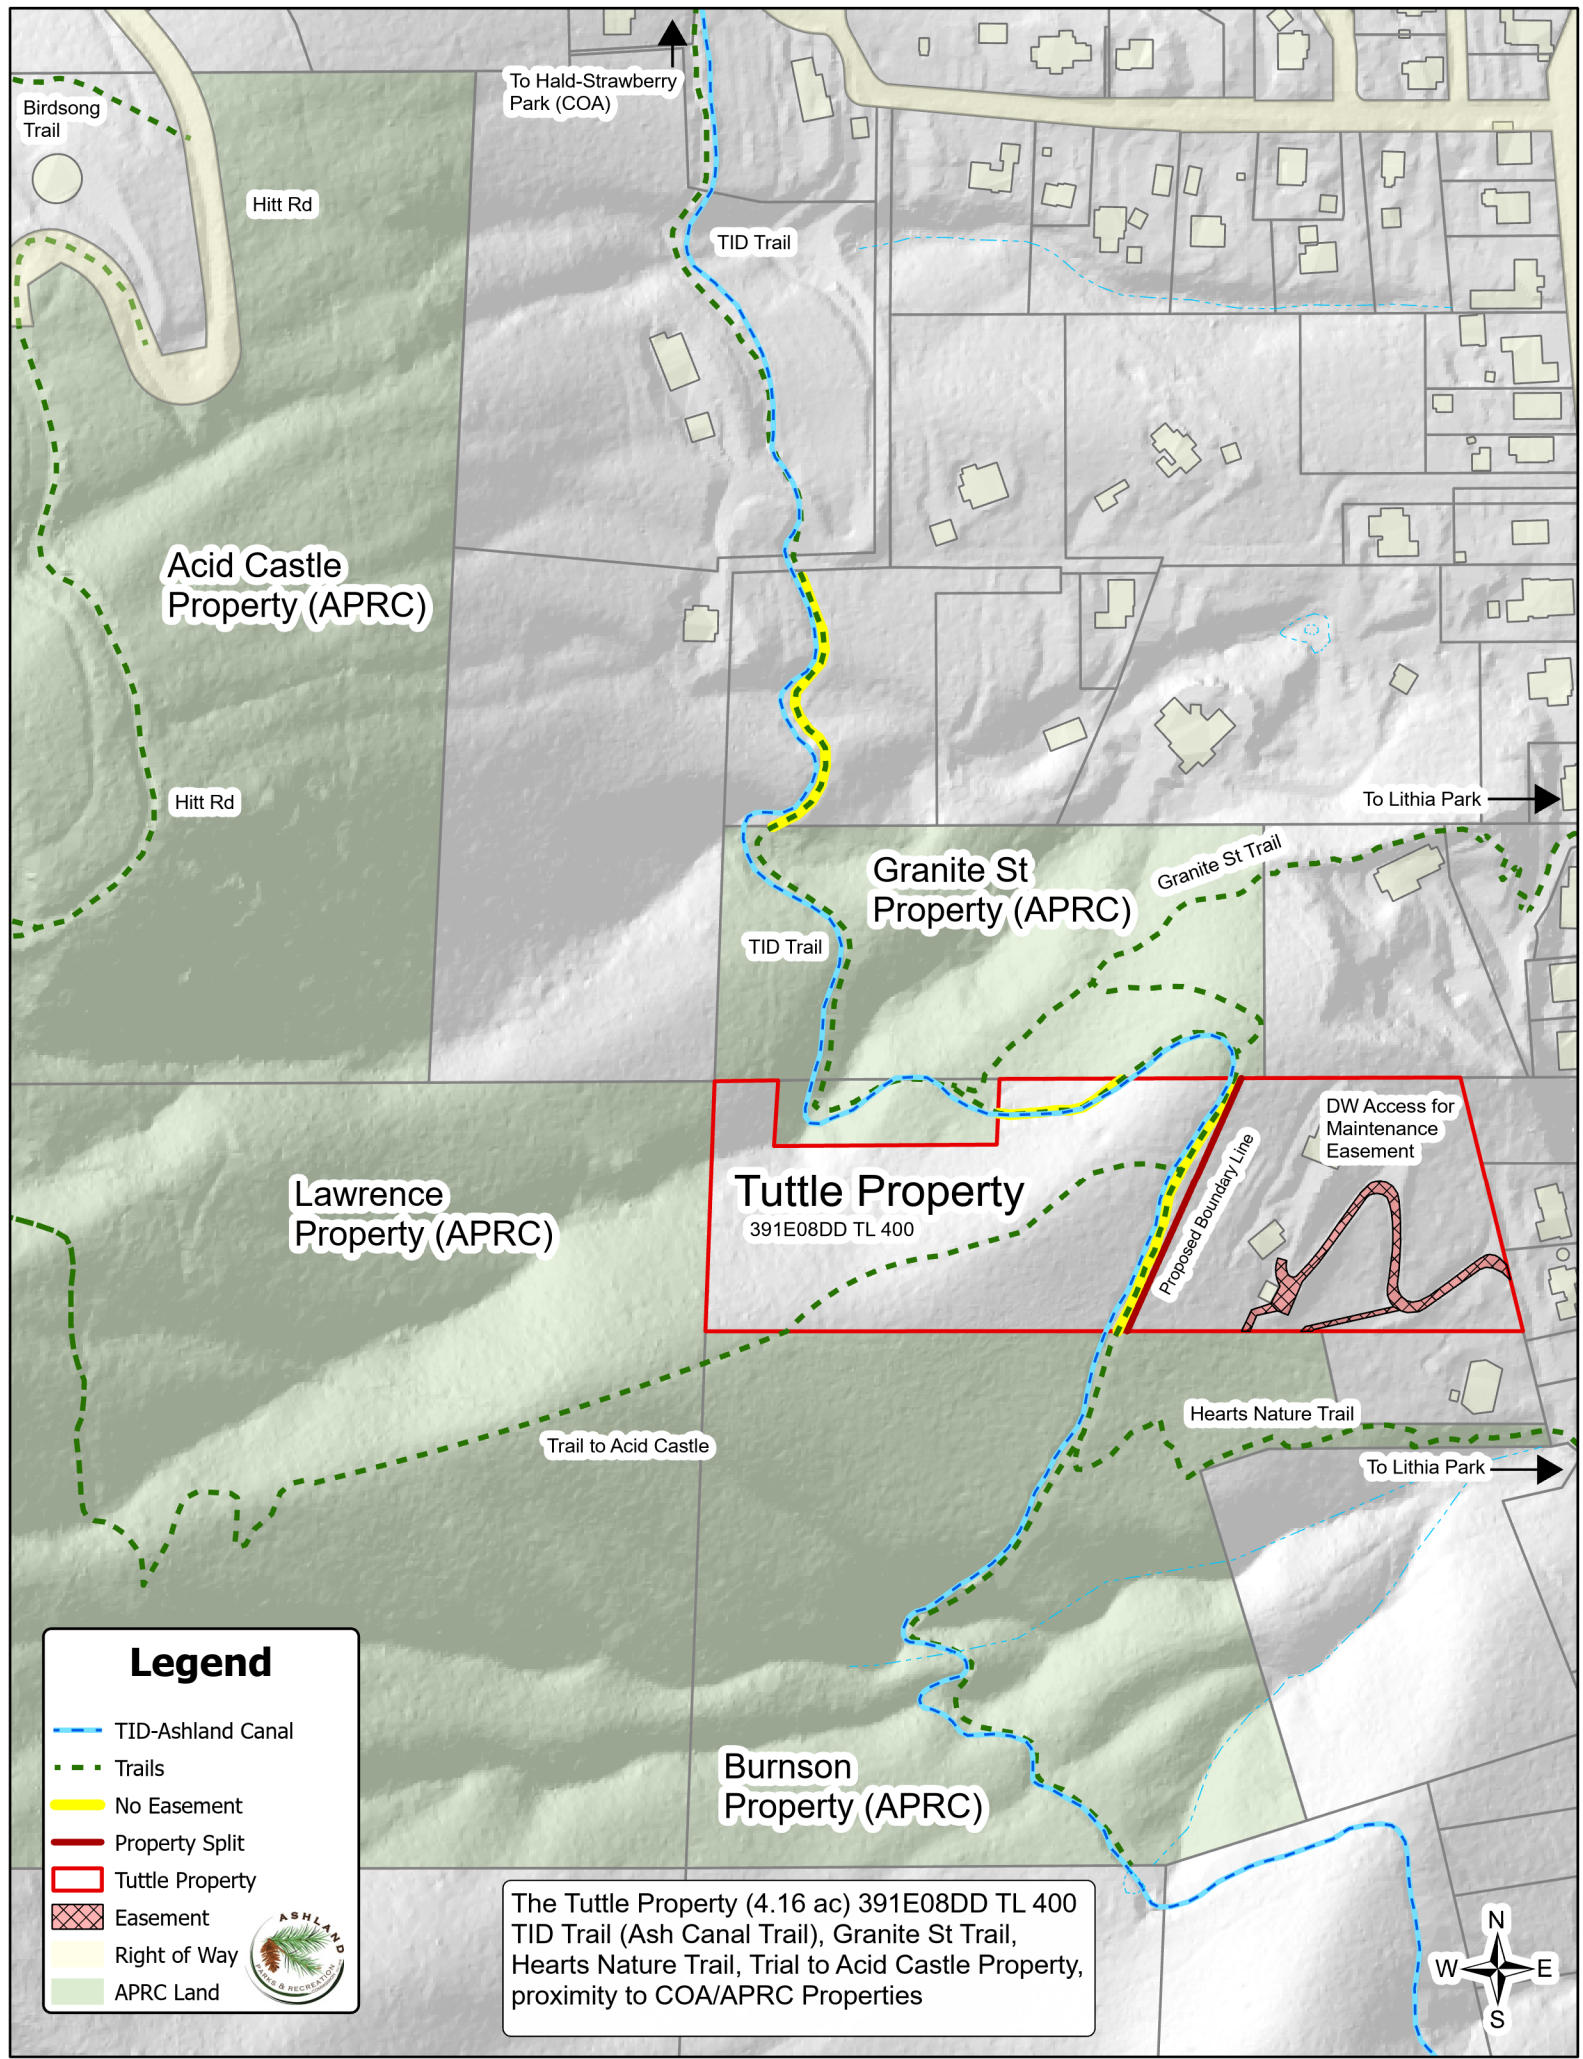 To Hald-Strawberry
Park (COA)
Birdsong
Trail
Hitt Rd
TID Trail
Acid Castle
Property (APRC)
Hitt Rd
To Lithia Park
Granite St Trail
Granite St
Property (APRC)
TID Trail
DW Access for
Maintenance
Easement
Proposed Boundary Line
Tuttle Property
391E08DD TL 400
Lawrence
Property (APRC)
Hearts Nature Trail
Trail to Acid Castle
To Lithia Park
Burnson
Property (APRC)
Legend
TID-Ashland Canal
Trails
No Easement
Property Split
Tuttle Property
Easement
Right of Way
APRC Land
ASHLAND
PARKS & RECREATION
The Tuttle Property (4.16 ac) 391E08DD TL 400
TID Trail (Ash Canal Trail), Granite St Trail,
Hearts Nature Trail, Trial to Acid Castle Property,
proximity to COA/APRC Properties
N
W
E
S